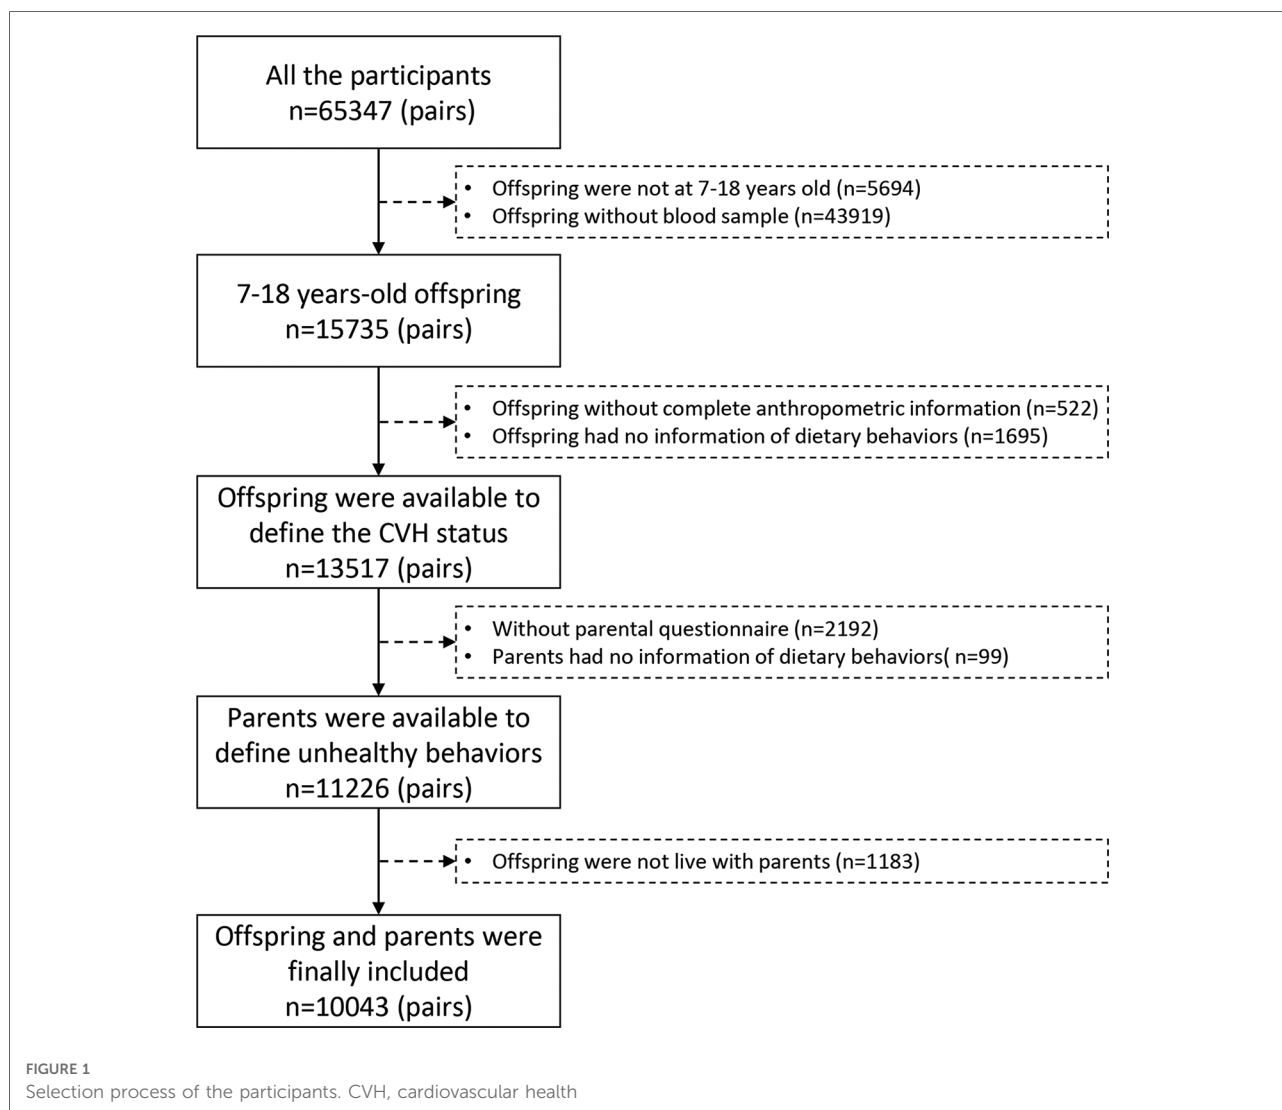 All the participants
n=65347 (pairs)
• Offspring were not at 7-18 years old (n=5694)
• Offspring without blood sample (n=43919)
7-18 years-old offspring
n=15735 (pairs)
• Offspring without complete anthropometric information (n=522)
• Offspring had no information of dietary behaviors (n=1695)
Offspring were available to
define the CVH status
n=13517 (pairs)
• Without parental questionnaire (n=2192)
• Parents had no information of dietary behaviors( n=99)
Parents were available to
define unhealthy behaviors
n=11226 (pairs)
• Offspring were not live with parents (n=1183)
Offspring and parents were
finally included
n=10043 (pairs)
FIGURE 1
Selection process of the participants. CVH, cardiovascular health